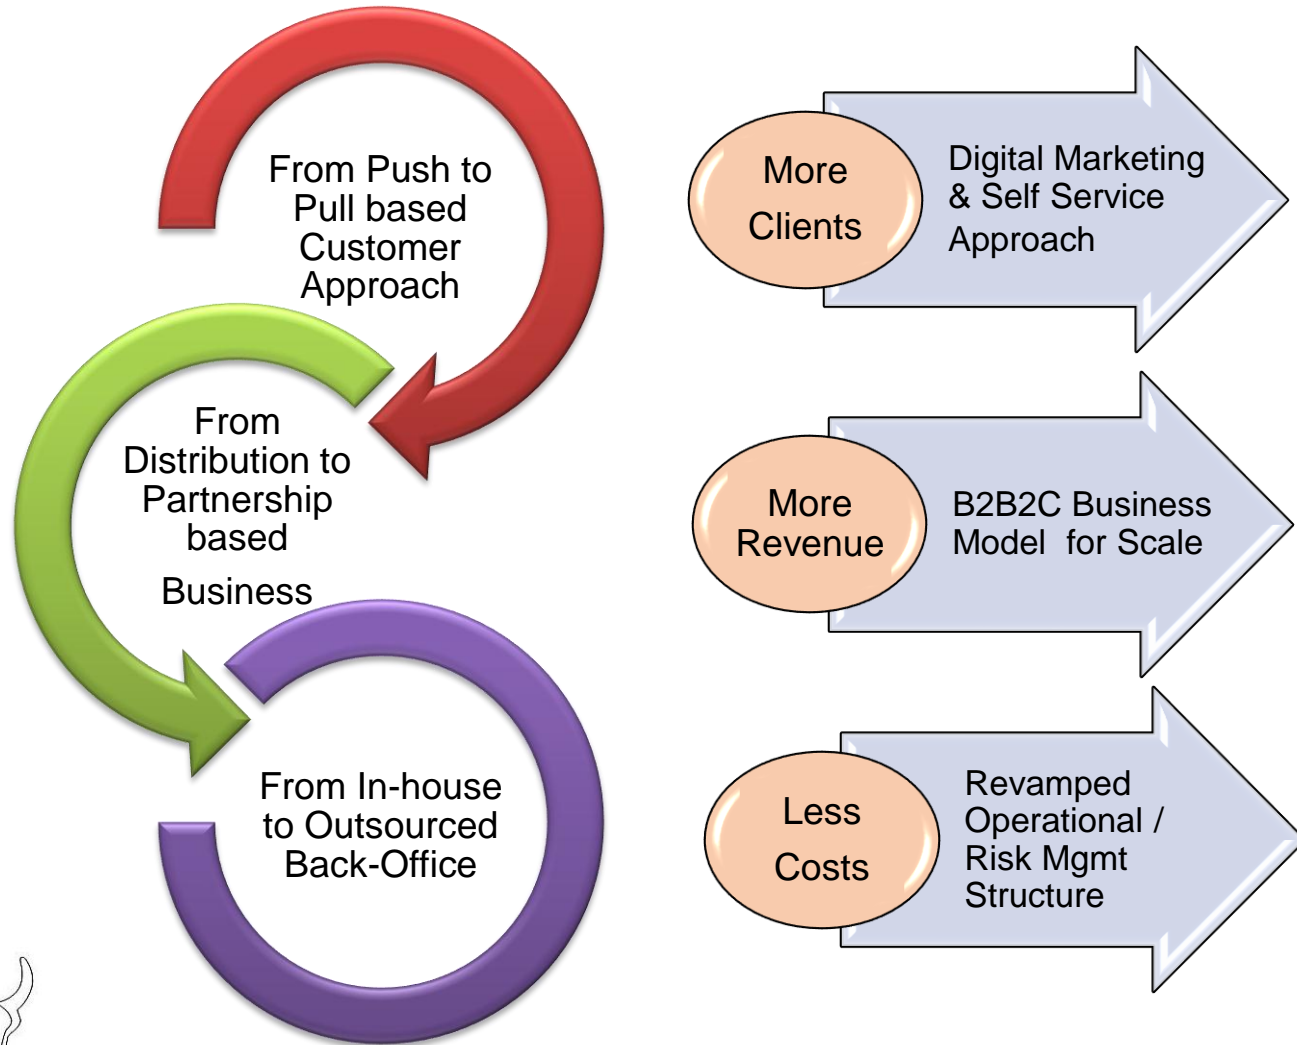 From Push to
Pull based
Customer
Approach
From
Distribution to
Partnership
based
Business
From In-house
to Outsourced
Back-Office
More
Clients
Digital Marketing
& Self Service
Approach
More
Revenue
B2B2C Business
Model  for Scale
Less
Costs
Revamped
Operational /
Risk Mgmt
Structure